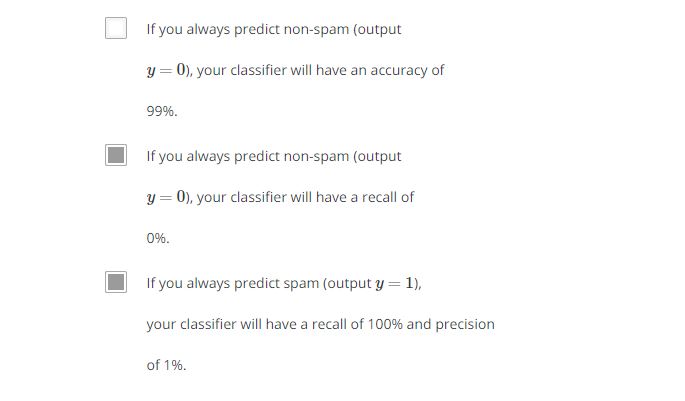 If you always predict non-spam (output
y = 0), your classifier will have an accuracy of
99%.
If you always predict non-spam (output
y = 0), your classifier will have a recall of
0%.
If you always predict spam (output y = 1),
your classifier will have a recall of 100% and precision
of 1%.